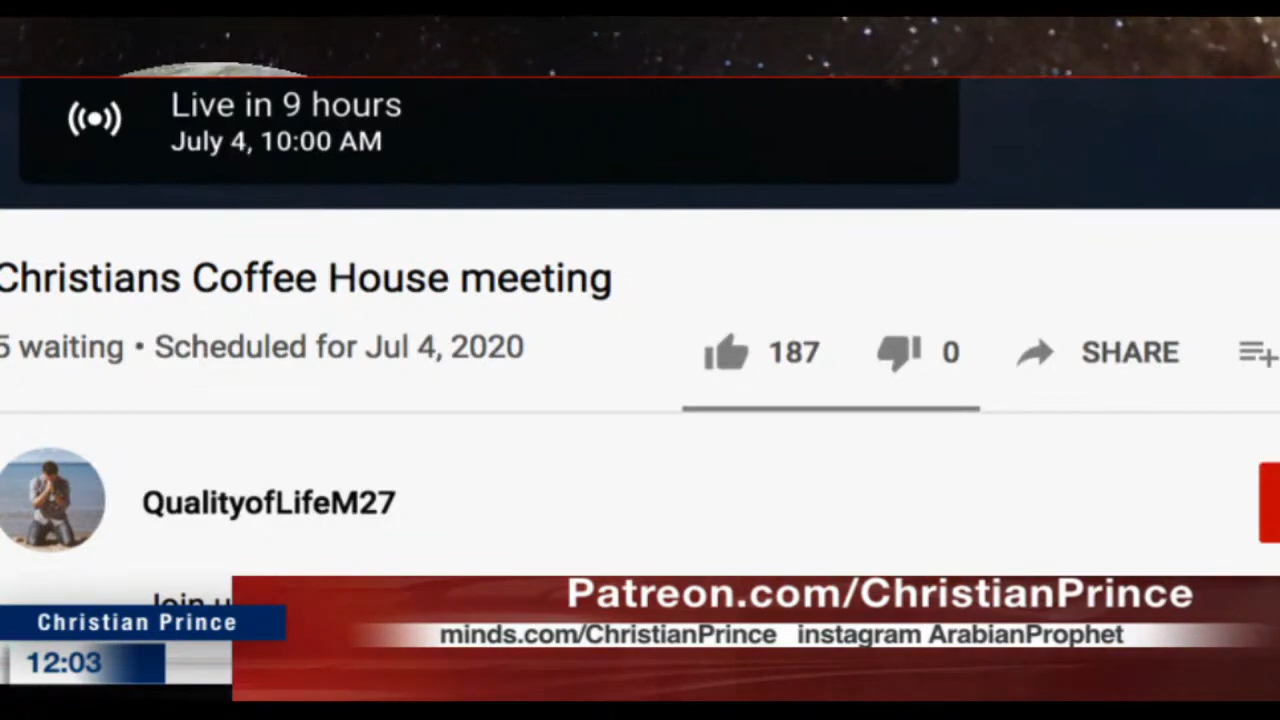 Live in 9 hours
July 4, 10:00 AM
Christians Coffee House meeting
5 waiting • Scheduled for Jul 4, 2020
187 0 SHARE
QualityofLifeM27
Join
Patreon.com/ChristianPrince
Christian Prince
minds.com/ChristianPrince instagram ArabianProphet
12:03